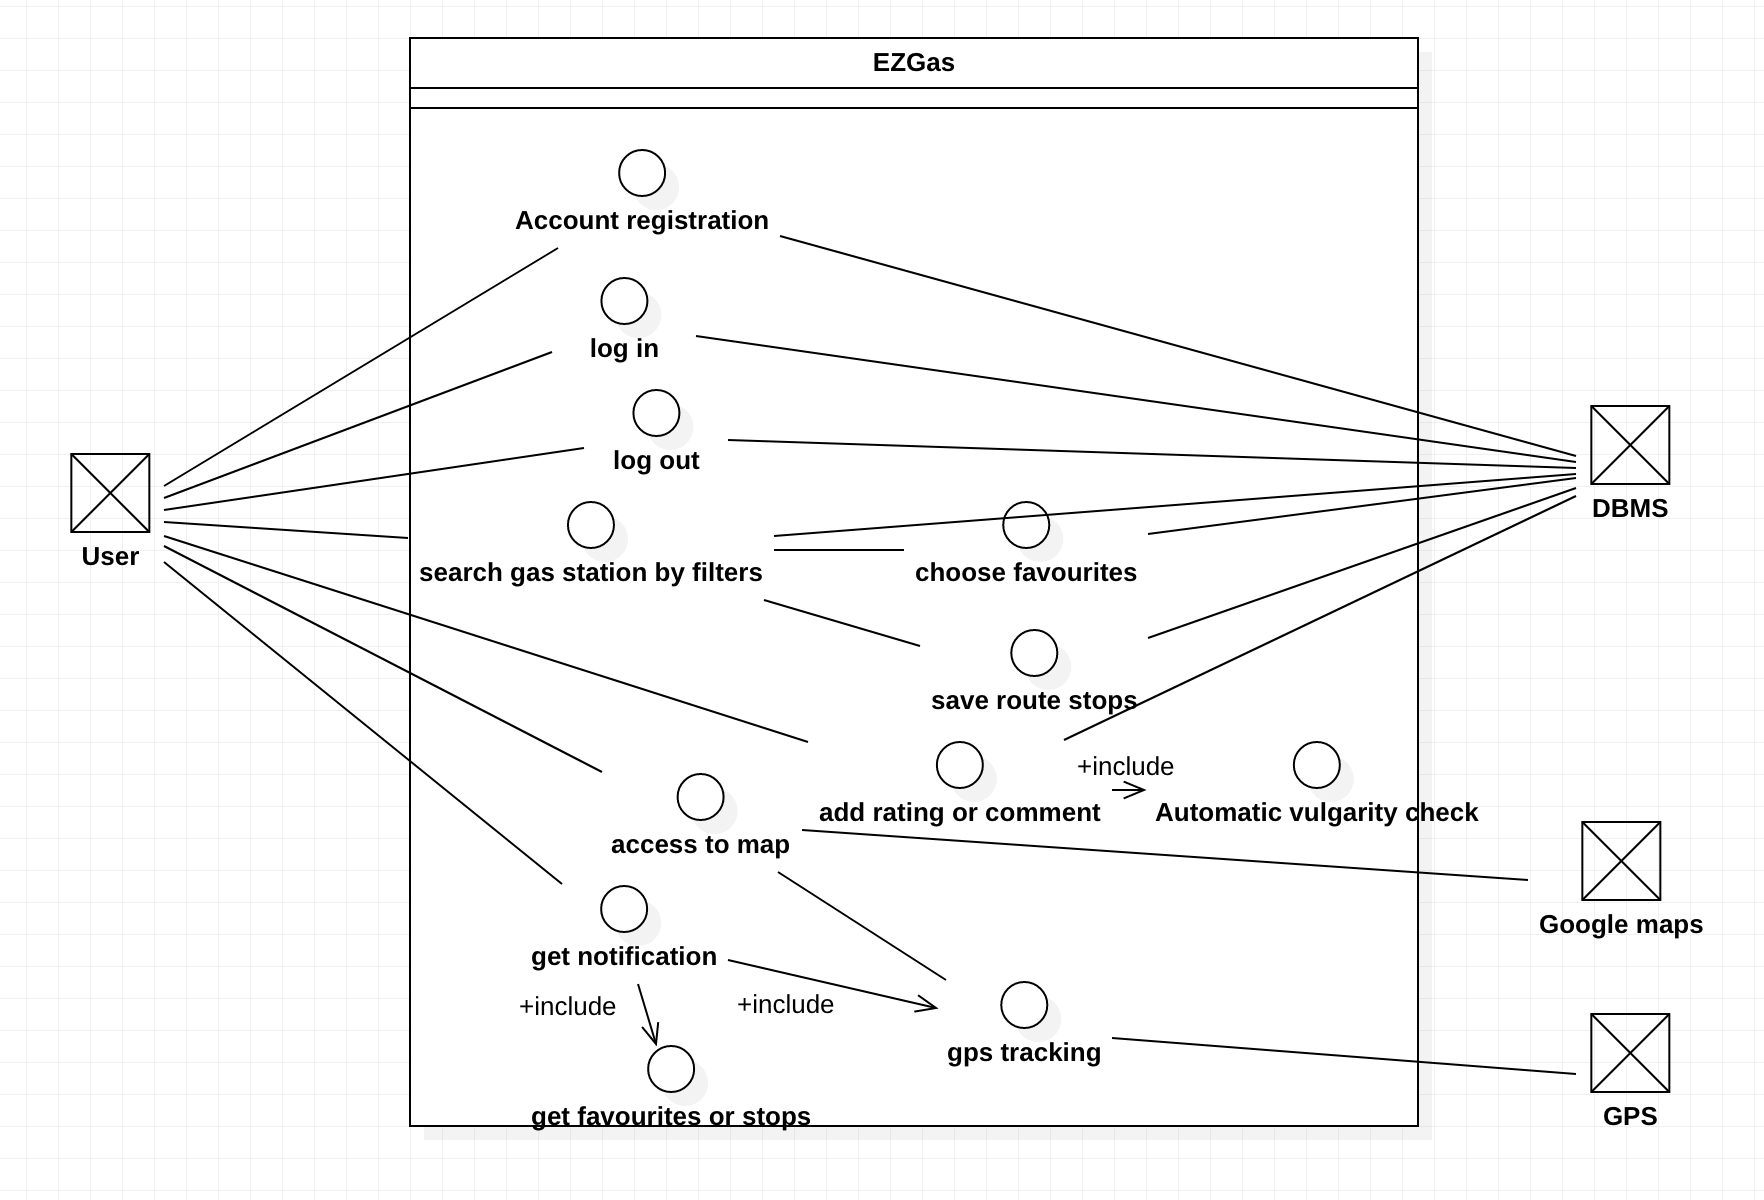 EZGas
Account registration
log in
log out
User
DBMS
search gas station by filters
choose favourites
save route stops
+include
add rating or comment
Automatic vulgarity check
access to map
Google maps
get notification
+include
+include
gps tracking
get favourites or stops
GPS